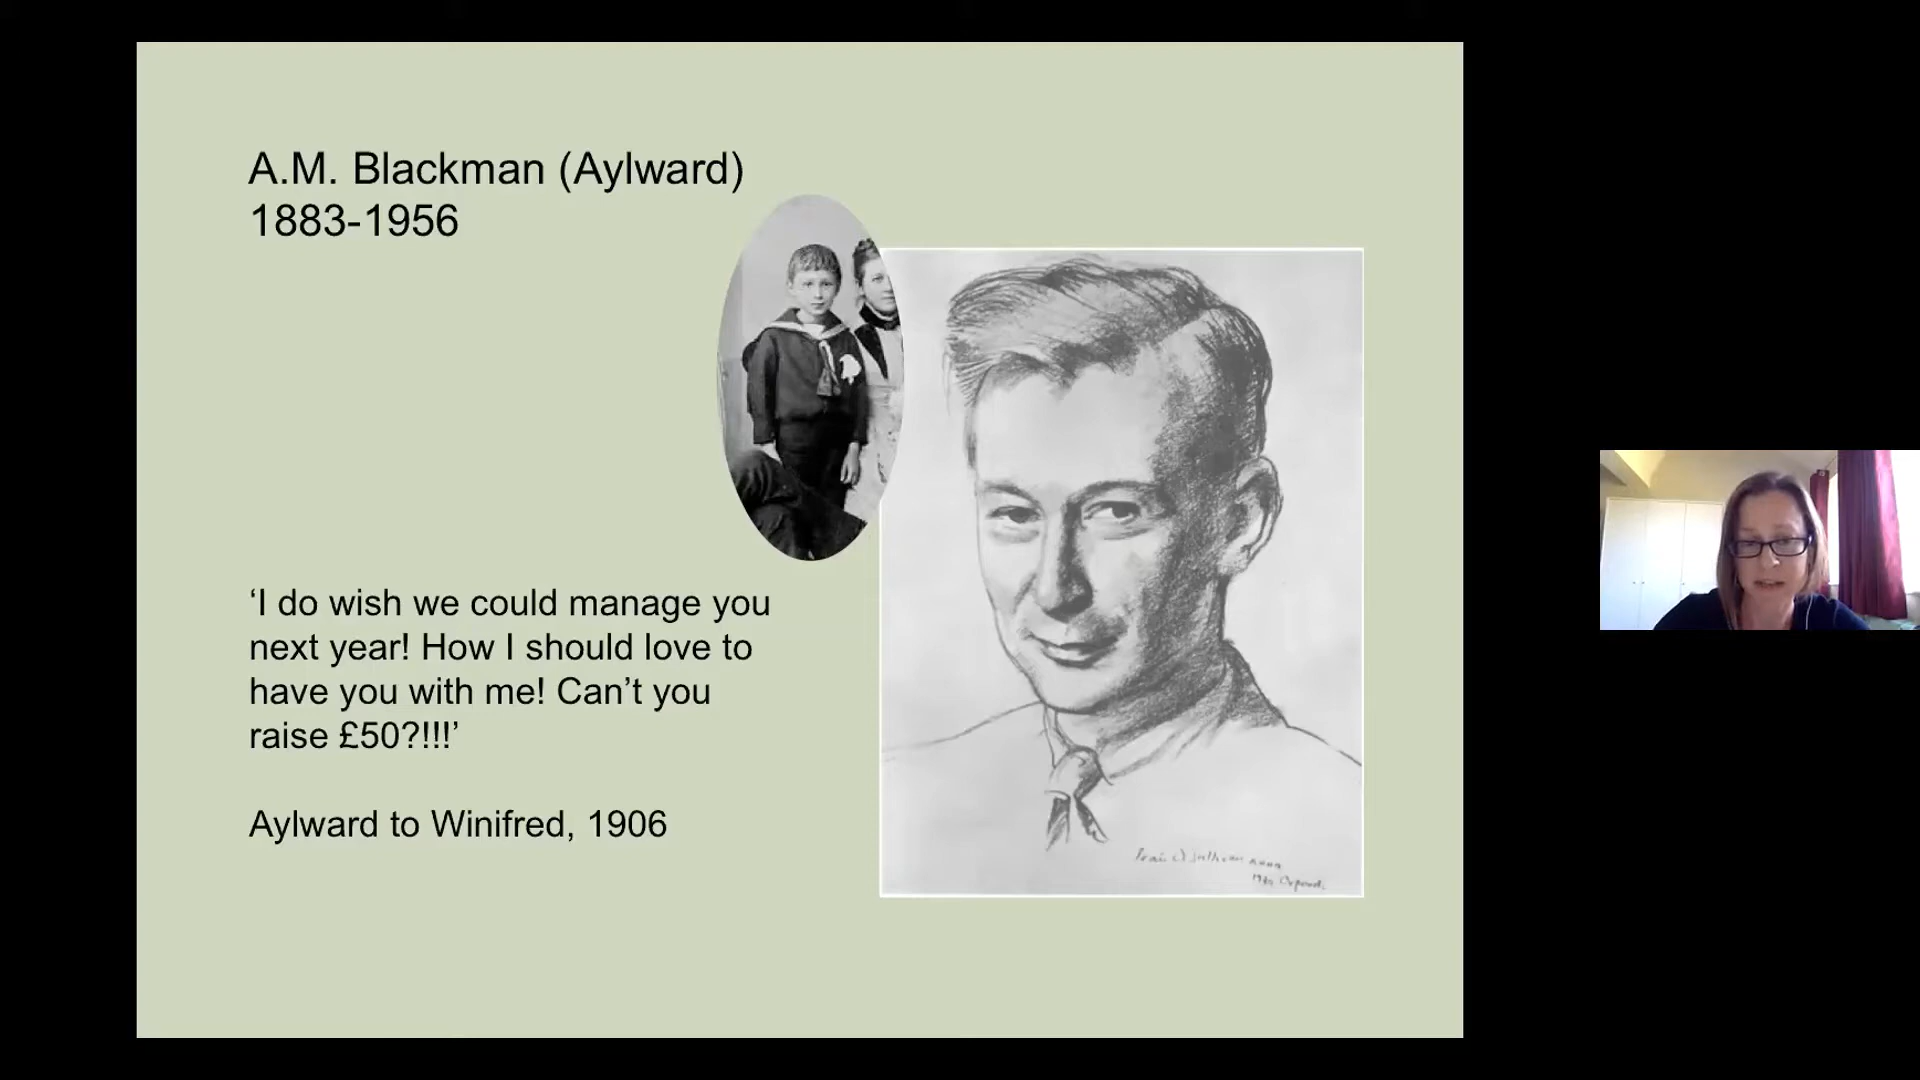 A.M. Blackman (Aylward)
1883-1956
‘I do wish we could manage you
next year! How I should love to
have you with me! Can’t you
raise £50?!!!’
Aylward to Winifred, 1906